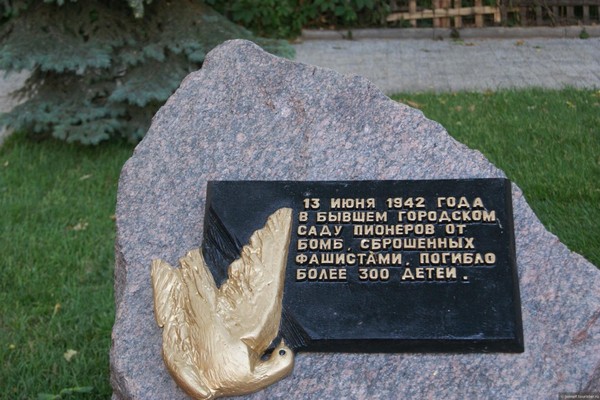 13 ИЮНЯ 1942 ГОДА
В БЫВШЕМ ГОРОДСКОМ
САДУ ПИОНЕРОВ ОТ
БОМБ, СБРОШЕННЫХ
ФАШИСТАМИ, ПОГИБЛО
БОЛЕЕ 300 ДЕТЕЙ.